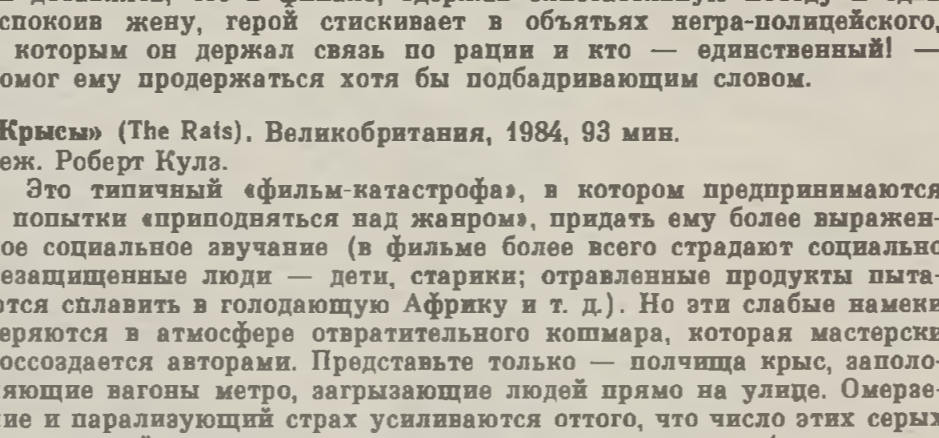 спокоив жену, герой стискивает в объятьях негра-полицейского,
которым он держал связь по рации и кто — единственный! —
омог ему продержаться хотя бы подбадривающим словом.
Крысы» (The Rats). Великобритания, 1984, 93 мин.
еж. Роберт Кулз.
Это типичный «фильм-катастрофа», в котором предпринимаются
попытки «приподняться над жанром», придать ему более выражен-
ое социальное звучание (в фильме более всего страдают социально
езащищенные люди — дети, старики; отравленные продукты пыта-
ются сплавить в голодающую Африку и т. д.). Но эти слабые намеки
еряются в атмосфере отвратительного кошмара, которая мастерски
оссоздается авторами. Представьте только — полчища крыс, заполо-
яющие вагоны метро, загрызающие людей прямо на улице. Омерзе-
ие и парализующий страх усиливаются оттого, что число этих серых